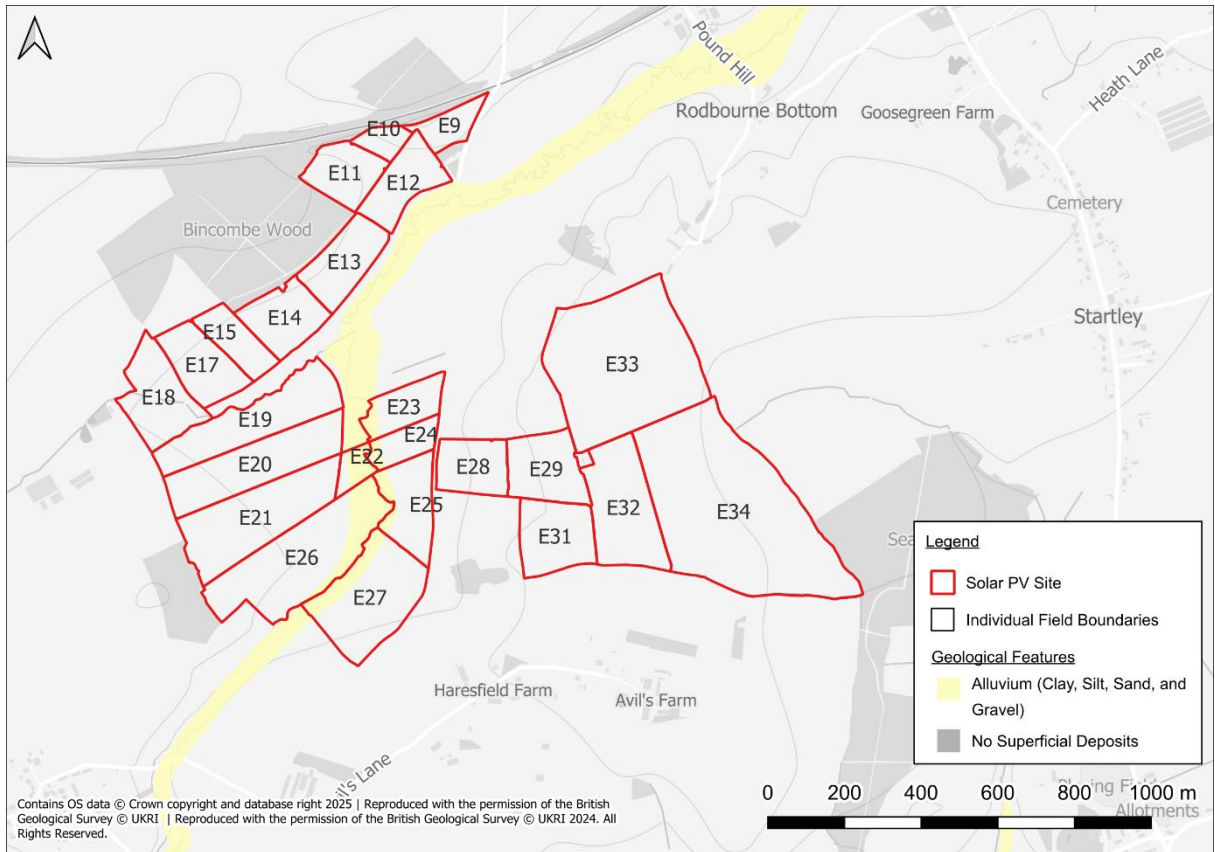 Pound Hill
Heath Lane
Rodbourne Bottom
Goosegreen Farm
E9
E10
E11
E12
Cemetery
Bincombe Wood
E13
E14
Startley
E15
E17
E33
E18
E19
E23
E24
E20
E22
E28
E29
E25
E21
E32
E34
E31
E26
E27
Haresfield Farm
Avil's Farm
Legend
Solar PV Site
Individual Field Boundaries
Geological Features
Alluvium (Clay, Silt, Sand, and
Gravel)
No Superficial Deposits
Allotments
0 200 400 600 800 1000 m
Contains OS data © Crown copyright and database right 2025 | Reproduced with the permission of the British
Geological Survey © UKRI | Reproduced with the permission of the British Geological Survey © UKRI 2024. All
Rights Reserved.